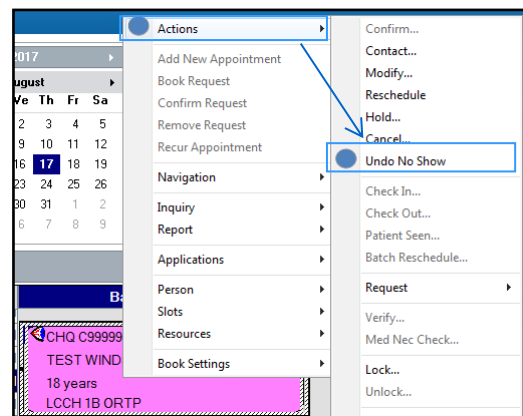 2017
August
We Th Fr Sa
2 3 4 5
9 10 11 12
16 17 18 19
23 24 25 26
30 31 1 2
6 7 8 9
Actions
Add New Appointment
Book Request
Confirm Request
Remove Request
Recur Appointment
Navigation
Inquiry
Report
Applications
Person
Slots
Resources
Book Settings
Confirm...
Contact...
Modify...
Reschedule
Hold...
Cancel...
Undo No Show
Check In...
Check Out...
Patient Seen...
Batch Reschedule...
Request
Verify...
Med Nec Check...
Lock...
Unlock...
CHQ C99999
TEST WIND
18 years
LCCH 1B ORTP